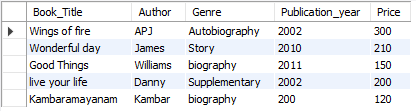 Book_Title Author Genre Publication_year Price
Wings of fire APJ Autobiography 2002 300
Wonderful day James Story 2010 210
Good Things Williams biography 2011 150
live your life Danny Supplementary 2002 200
Kambaramayanam Kambar biography 200 120